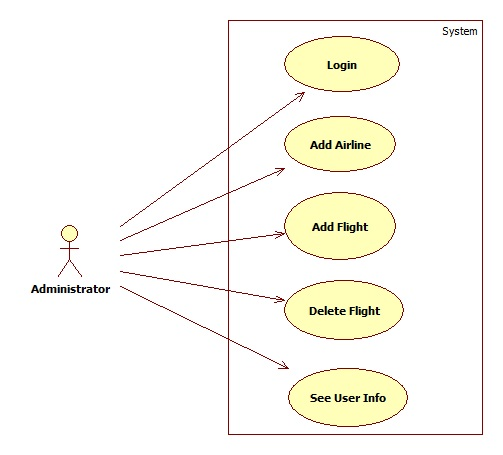 System
Login
Add Airline
Add Flight
Administrator
Delete Flight
See User Info